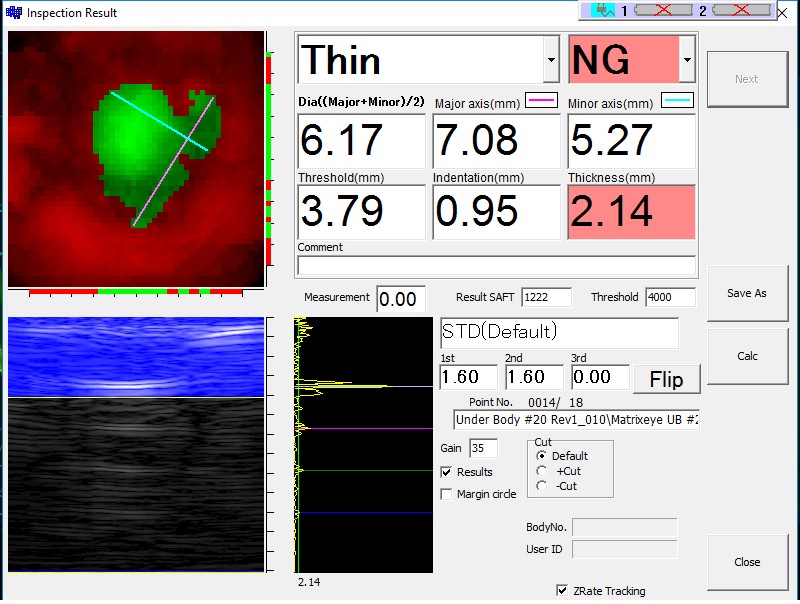 Inspection Result
1 2
Thin NG
Next
Dia((Major+Minor)/2) Major axis(mm) Minor axis(mm)
6.17 7.08 5.27
Threshold(mm) Indentation(mm) Thickness(mm)
3.79 0.95 2.14
Comment
Measurement 0.00 Result SAFT 1222 Threshold 4000
Save As
STD(Default)
Calc
1st 2nd 3rd
1.60 1.60 0.00 Flip
Point No. 0014/ 18
Under Body #20 Rev1_010\Matrixeye UB #2
Gain 35
Cut
Default
Results
+Cut
-Cut
Margin circle
BodyNo.
User ID
Close
2.14
ZRate Tracking